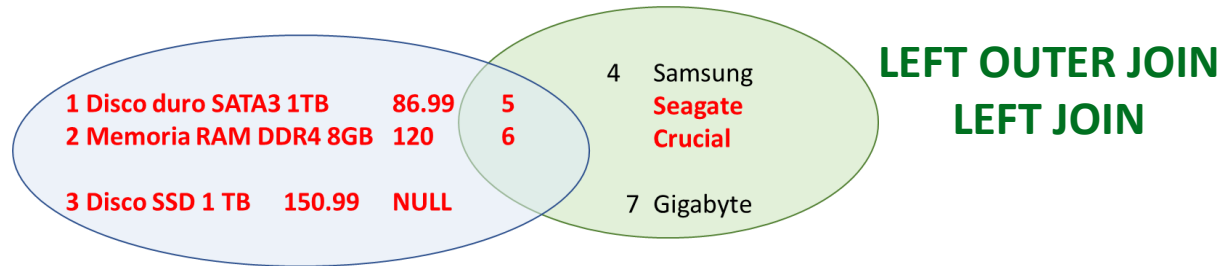 4 Samsung
1 Disco duro SATA3 1TB 86.99 5 Seagate
2 Memoria RAM DDR4 8GB 120 6 Crucial
3 Disco SSD 1 TB 150.99 NULL
7 Gigabyte
LEFT OUTER JOIN
LEFT JOIN